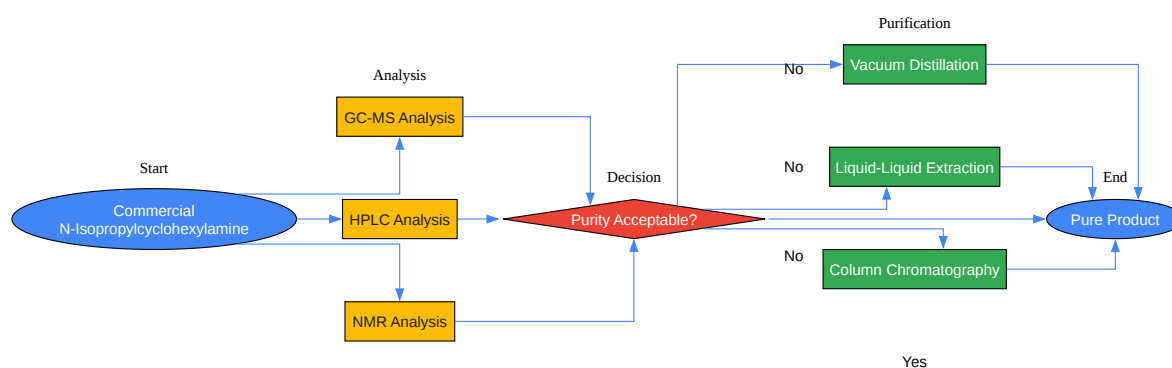 Start
Commercial
N-Isopropylcyclohexylamine
Analysis
GC-MS Analysis
HPLC Analysis
NMR Analysis
Decision
Purity Acceptable?
Purification
No
Vacuum Distillation
No
Liquid-Liquid Extraction
No
Column Chromatography
Yes
End
Pure Product